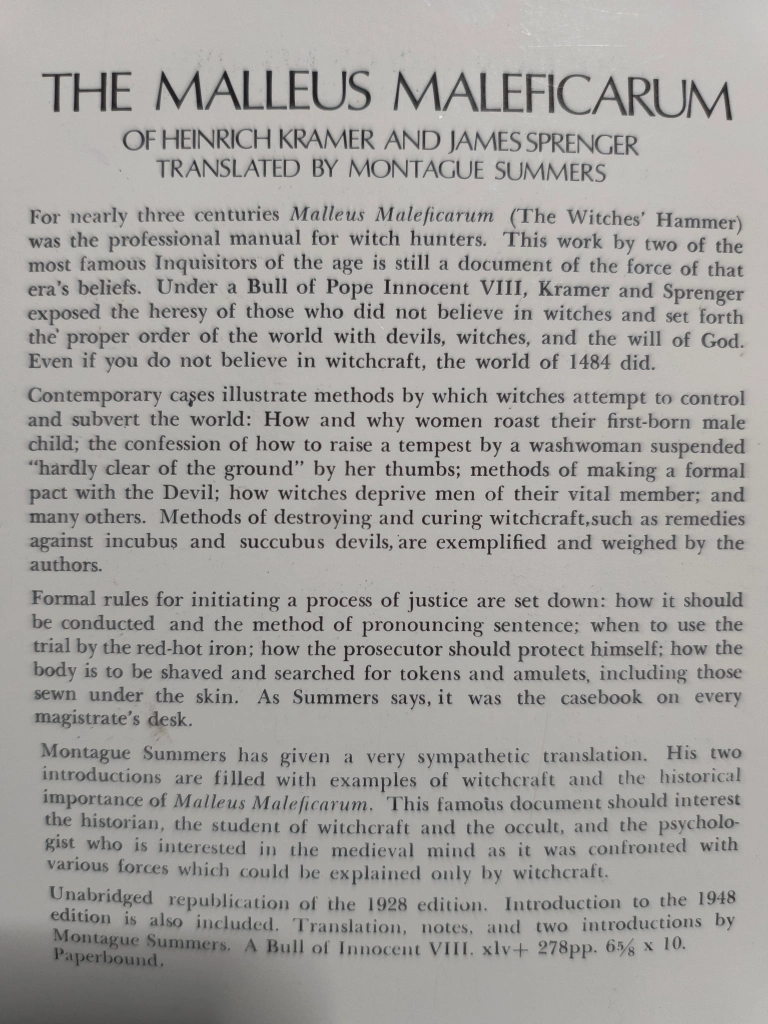 THE MALLEUS MALEFICARUM
OF HEINRICH KRAMER AND JAMES SPRENGER
TRANSLATED BY MONTAGUE SUMMERS
For nearly three centuries Malleus Maleficarum (The Witches' Hammer)
was the professional manual for witch hunters. This work by two of the
most famous Inquisitors of the age is still a document of the force of that
era's beliefs. Under a Bull of Pope Innocent VIII, Kramer and Sprenger
exposed the heresy of those who did not believe in witches and set forth
the proper order of the world with devils, witches, and the will of God.
Even if you do not believe in witchcraft, the world of 1484 did.
Contemporary cases illustrate methods by which witches attempt to control
and subvert the world: How and why women roast their first-born male
child; the confession of how to raise a tempest by a washwoman suspended
"hardly clear of the ground" by her thumbs; methods of making a formal
pact with the Devil; how witches deprive men of their vital member; and
many others. Methods of destroying and curing witchcraft,such as remedies
against incubus and succubus devils, are exemplified and weighed by the
authors.
Formal rules for initiating a process of justice are set down: how it should
be conducted and the method of pronouncing sentence; when to use the
trial by the red-hot iron; how the prosecutor should protect himself; how the
body is to be shaved and searched for tokens and amulets, including those
sewn under the skin. As Summers says, it was the casebook on every
magistrate's desk.
Montague Summers has given a very sympathetic translation. His two
introductions are filled with examples of witchcraft and the historical
importance of Malleus Maleficarum. This famous document should interest
the historian, the student of witchcraft and the occult, and the psycholo-
gist who is interested in the medieval mind as it was confronted with
various forces which could be explained only by witchcraft.
Unabridged republication of the 1928 edition. Introduction to the 1948
edition is also included. Translation, notes, and two introductions by
Montague Summers. A Bull of Innocent VIII. xlv+ 278pp. 6⅝ x 10.
Paperbound.